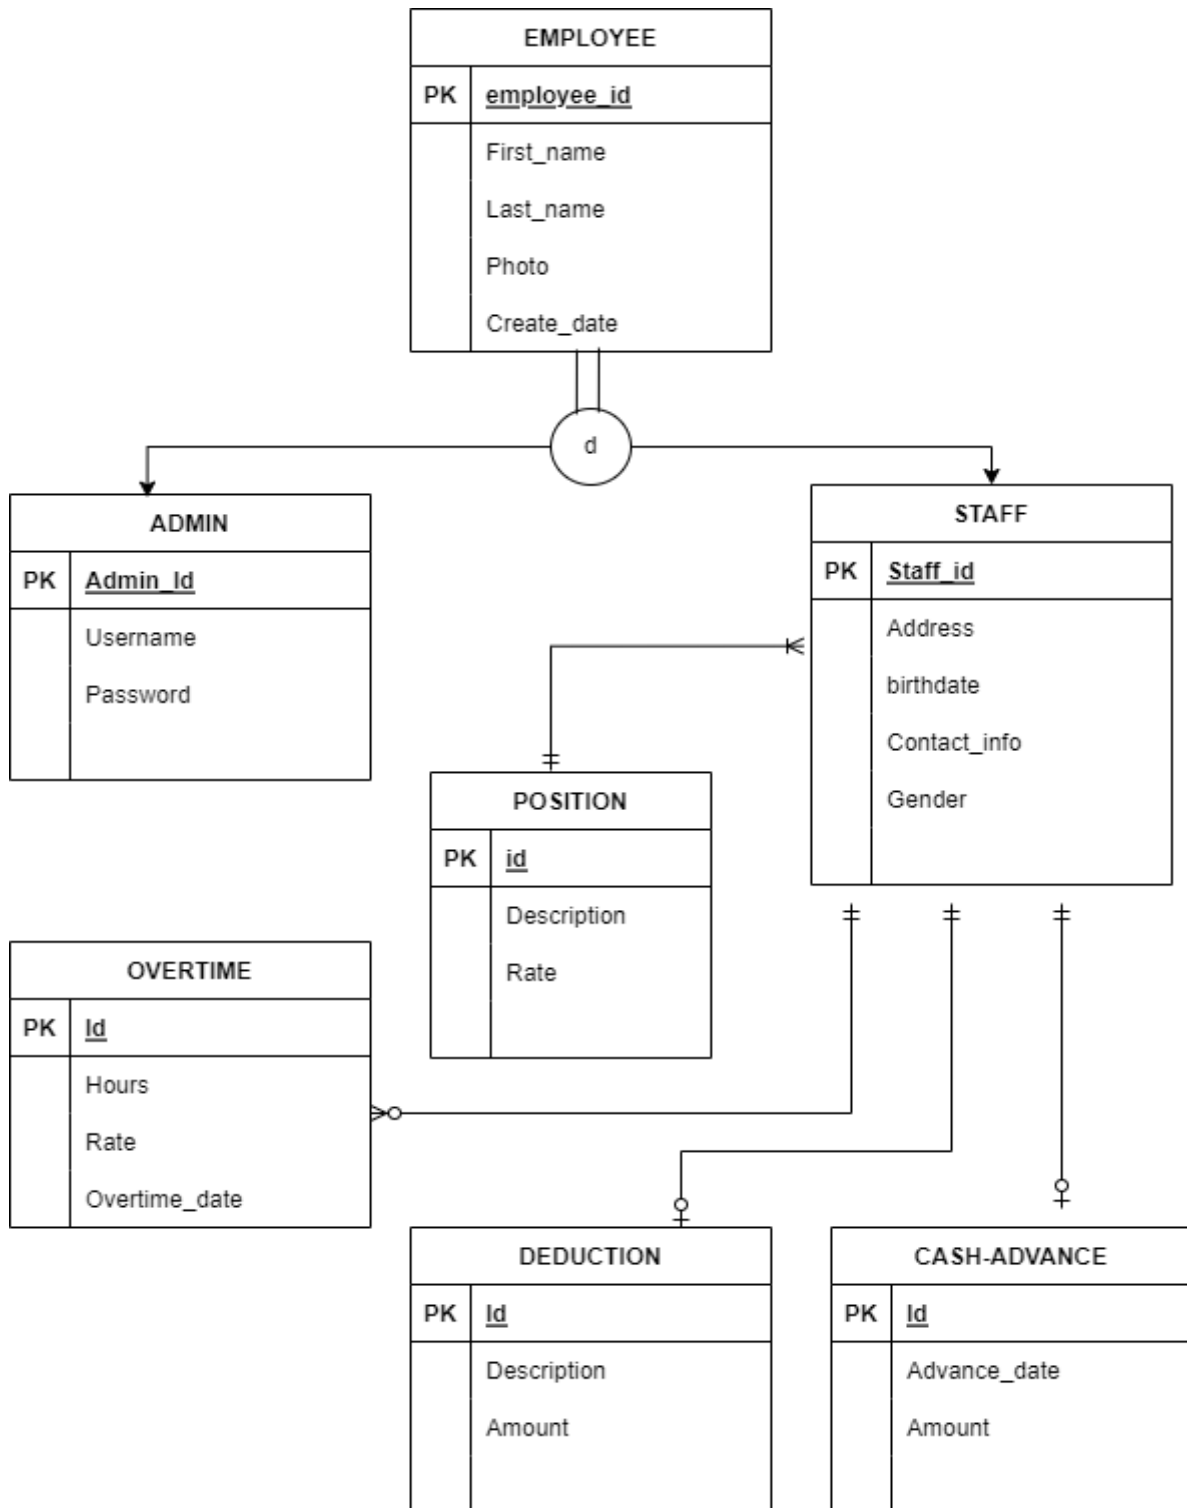 EMPLOYEE
PK employee_id
First_name
Last_name
Photo
Create_date
d
ADMIN
PK Admin_Id
Username
Password
STAFF
PK Staff_id
Address
birthdate
Contact_info
Gender
POSITION
PK id
Description
Rate
OVERTIME
PK Id
Hours
Rate
Overtime_date
DEDUCTION
PK Id
Description
Amount
CASH-ADVANCE
PK Id
Advance_date
Amount